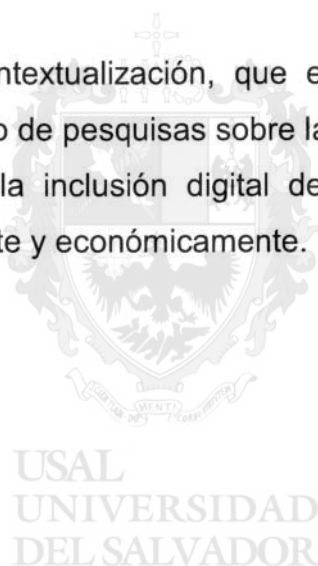 ntextualización, que e
o de pesquisas sobre la
la inclusión digital de
te y económicamente.
USAL
UNIVERSIDAD
DEL SALVADOR